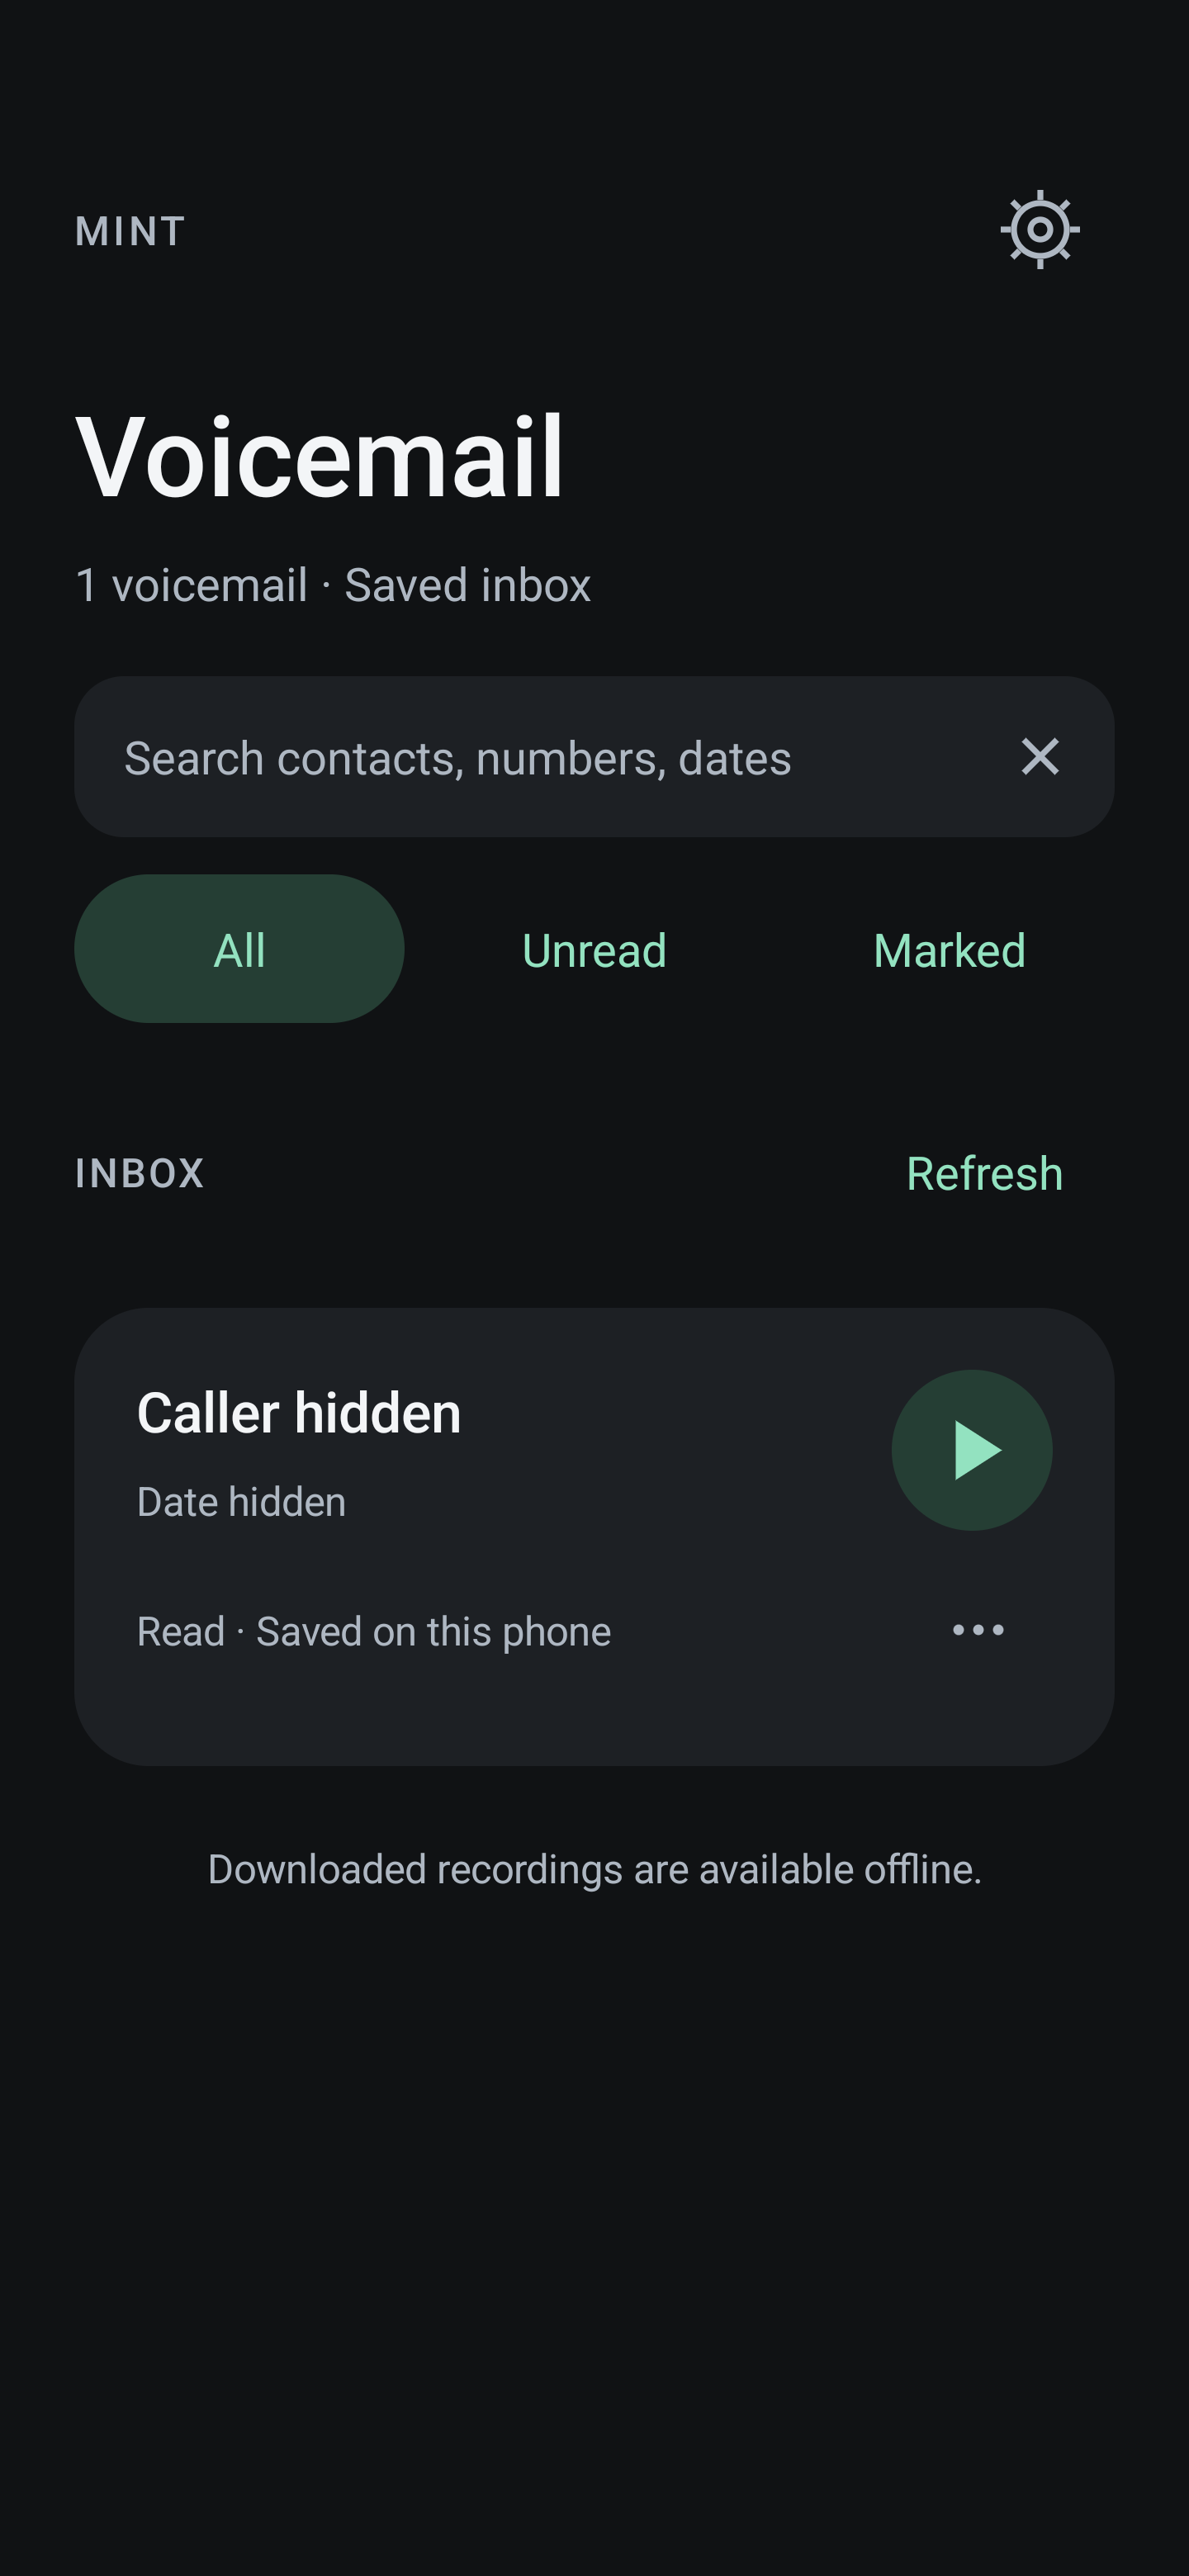 MINT
Voicemail
1 voicemail · Saved inbox
Search contacts, numbers, dates
All Unread Marked
INBOX Refresh
Caller hidden
Date hidden
Read · Saved on this phone
Downloaded recordings are available offline.